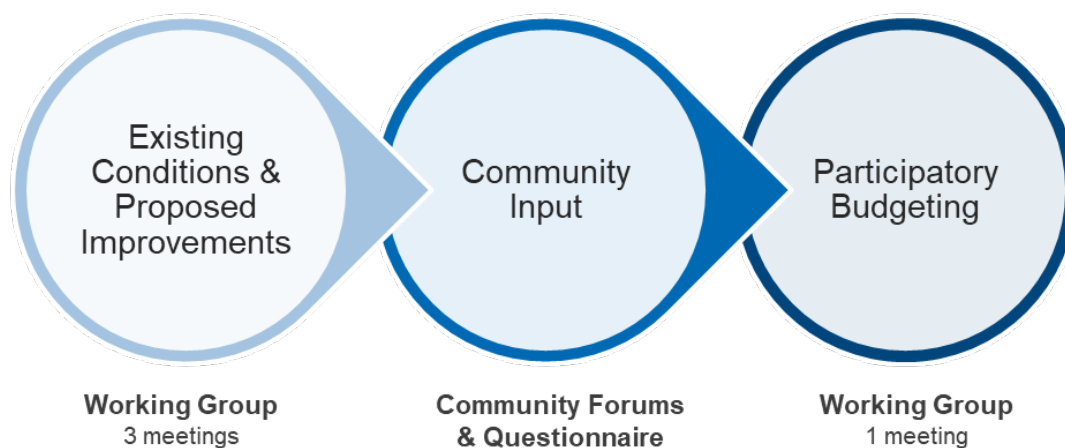 Existing
Conditions &
Proposed
Improvements
Community
Input
Participatory
Budgeting
Working Group
3 meetings
Community Forums
& Questionnaire
Working Group
1 meeting